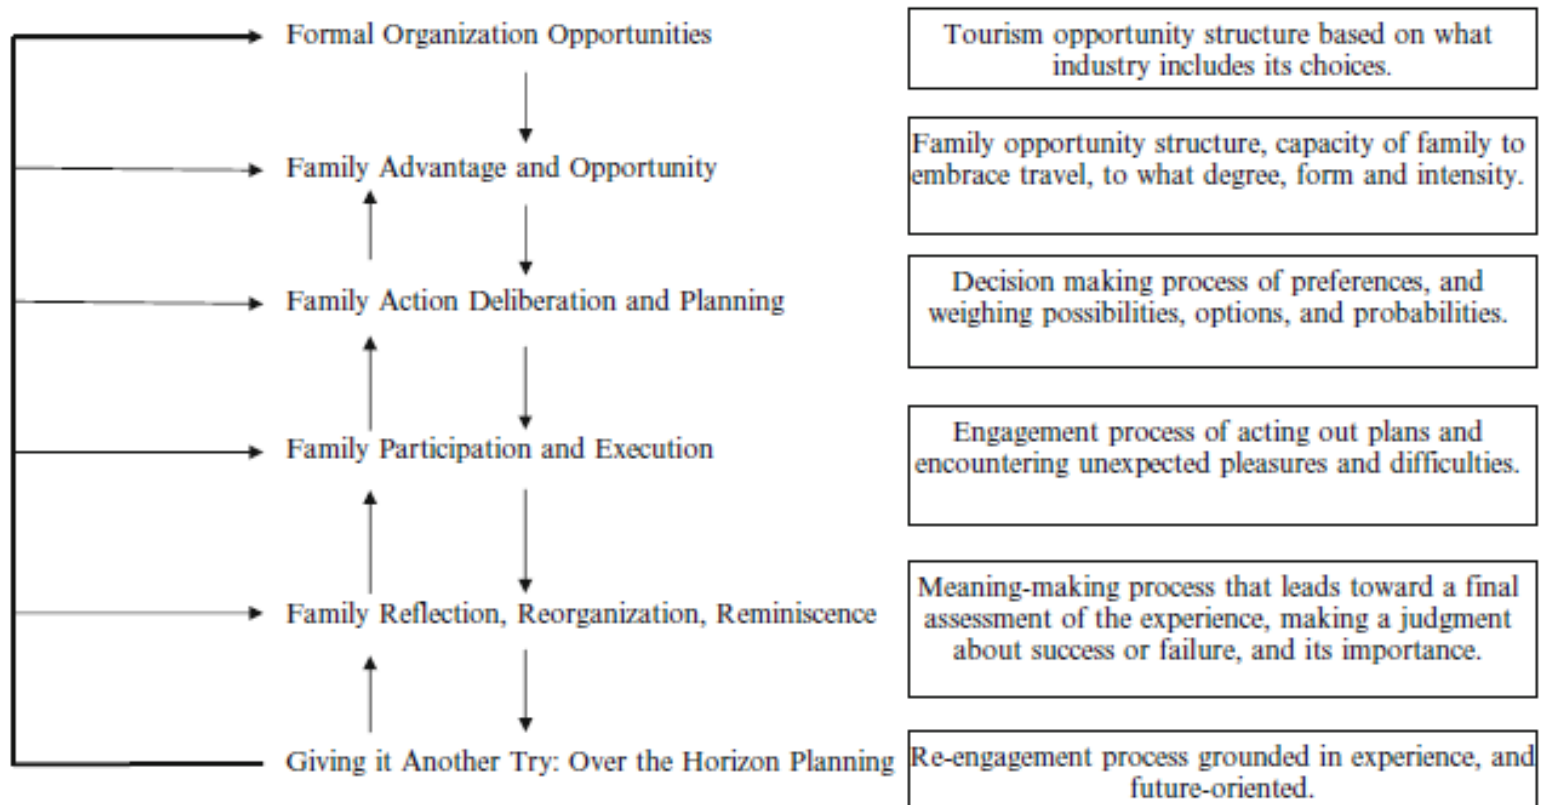 Formal Organization Opportunities
Tourism opportunity structure based on what
industry includes its choices.
Family Advantage and Opportunity
Family opportunity structure, capacity of family to
embrace travel, to what degree, form and intensity.
Family Action Deliberation and Planning
Decision making process of preferences, and
weighing possibilities, options, and probabilities.
Family Participation and Execution
Engagement process of acting out plans and
encountering unexpected pleasures and difficulties.
Family Reflection, Reorganization, Reminiscence
Meaning-making process that leads toward a final
assessment of the experience, making a judgment
about success or failure, and its importance.
Giving it Another Try: Over the Horizon Planning
Re-engagement process grounded in experience, and
future-oriented.